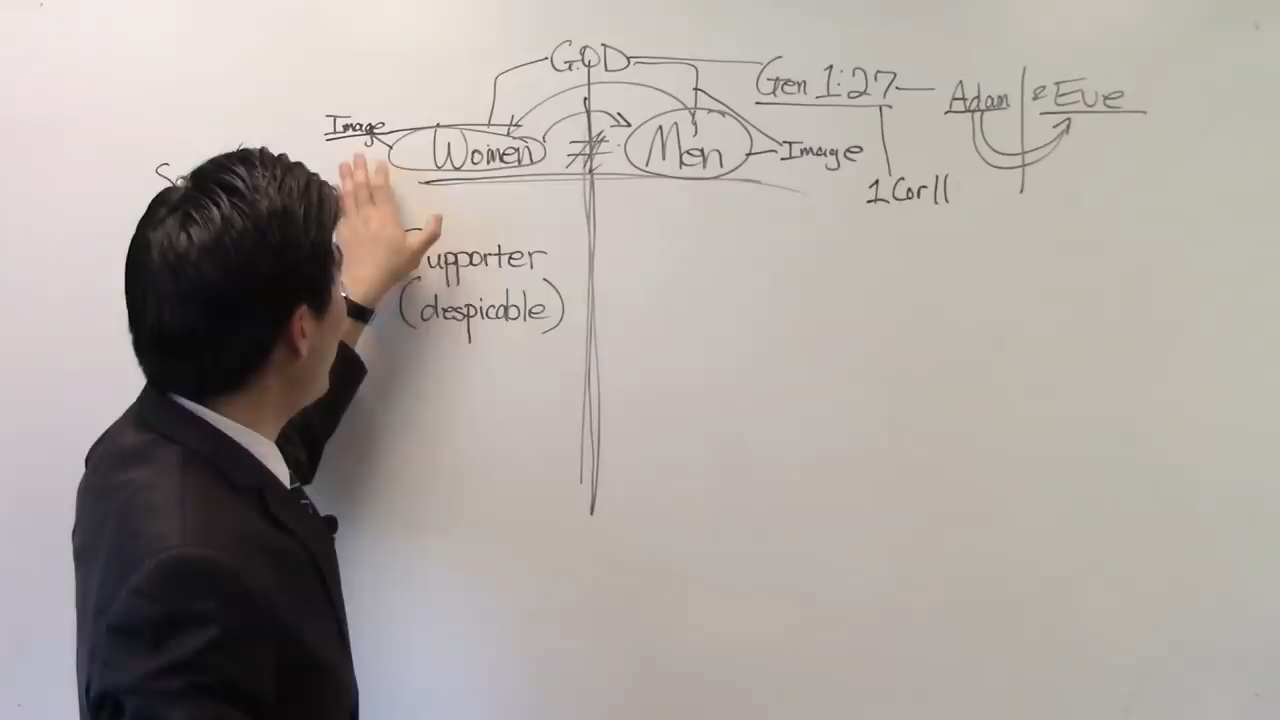 GOD
Gen 1:27 — Adam & Eve
Image Women ≠ Men Image
1 Cor 11
upporter
(despicable)